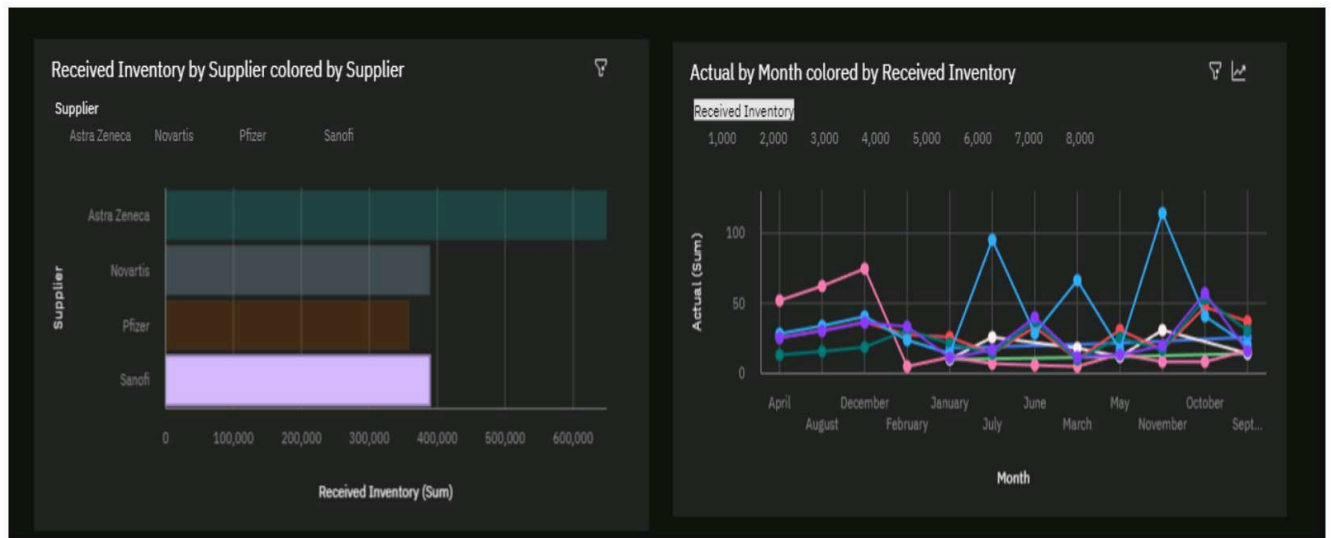 Received Inventory by Supplier colored by Supplier
Supplier
Astra Zeneca Novartis Pfizer Sanofi
Supplier
Astra Zeneca
Novartis
Pfizer
Sanofi
0 100,000 200,000 300,000 400,000 500,000 600,000
Received Inventory (Sum)
Actual by Month colored by Received Inventory
Received Inventory
1,000 2,000 3,000 4,000 5,000 6,000 7,000 8,000
Actual (Sum)
100
50
0
April December January June May October
August February July March November Sept...
Month